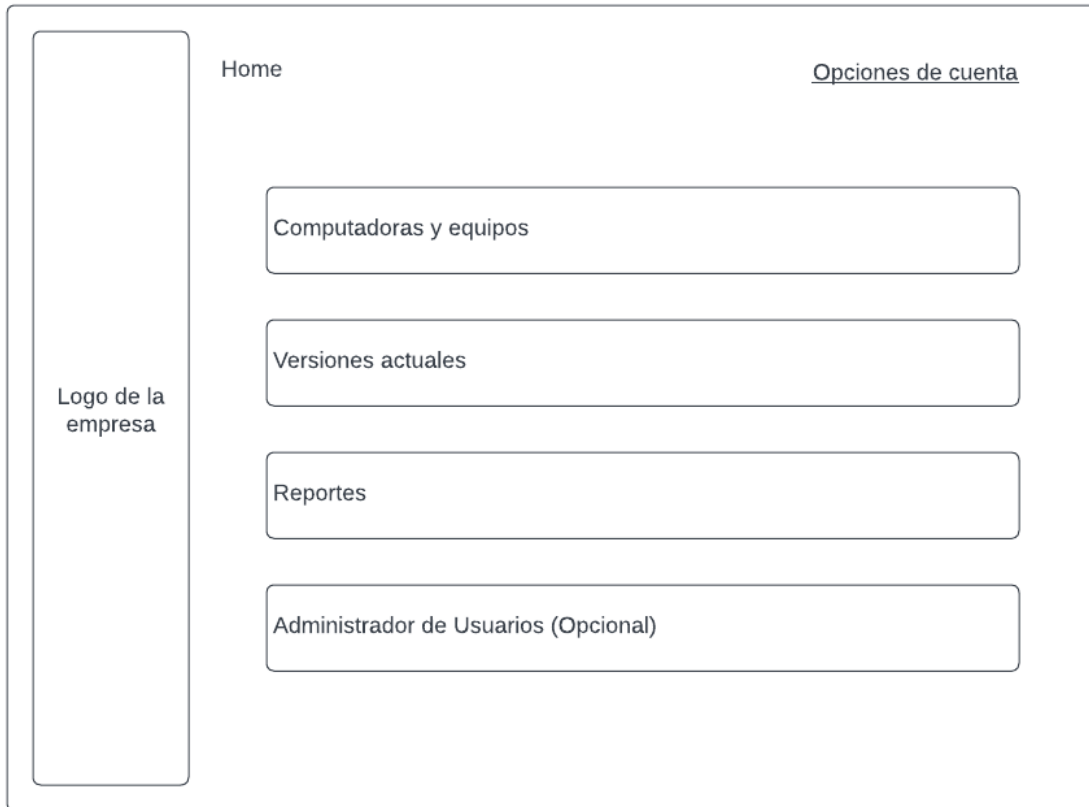 Home
Opciones de cuenta
Computadoras y equipos
Versiones actuales
Logo de la
empresa
Reportes
Administrador de Usuarios (Opcional)